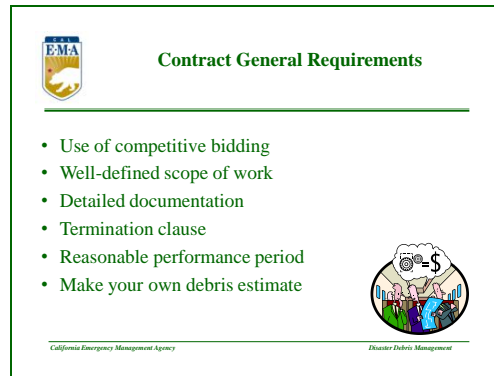 CAL
E·M·A
Contract General Requirements
• Use of competitive bidding
• Well-defined scope of work
• Detailed documentation
• Termination clause
• Reasonable performance period
• Make your own debris estimate
=$
California Emergency Management Agency
Disaster Debris Management